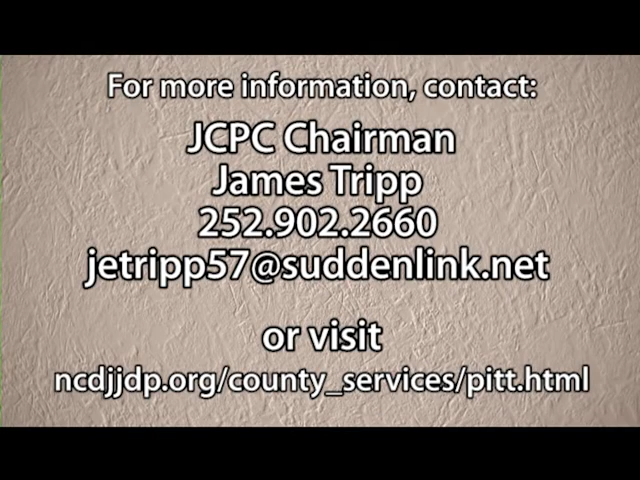 For more information, contact:
JCPC Chairman
James Tripp
252.902.2660
jetripp57@suddenlink.net
or visit
ncdjjdp.org/county_services/pitt.html